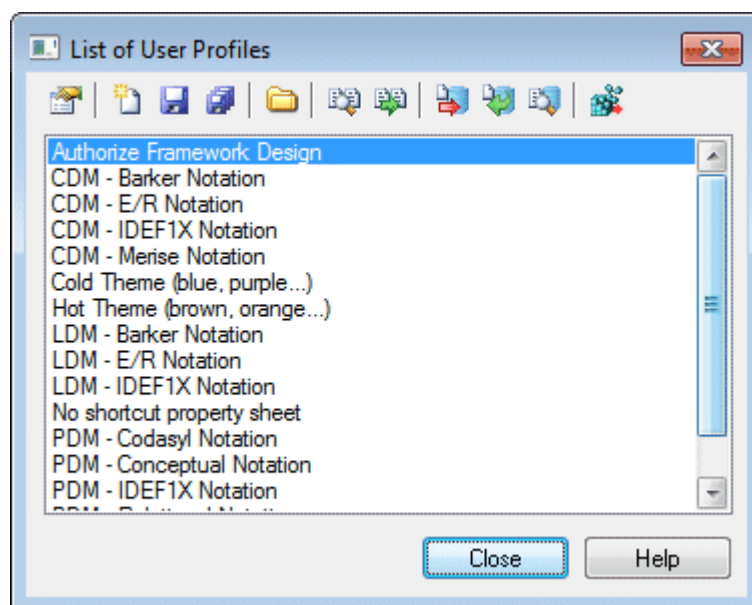 List of User Profiles
Authorize Framework Design
CDM - Barker Notation
CDM - E/R Notation
CDM - IDEF1X Notation
CDM - Merise Notation
Cold Theme (blue, purple...)
Hot Theme (brown, orange...)
LDM - Barker Notation
LDM - E/R Notation
LDM - IDEF1X Notation
No shortcut property sheet
PDM - Codasyl Notation
PDM - Conceptual Notation
PDM - IDEF1X Notation
Close Help